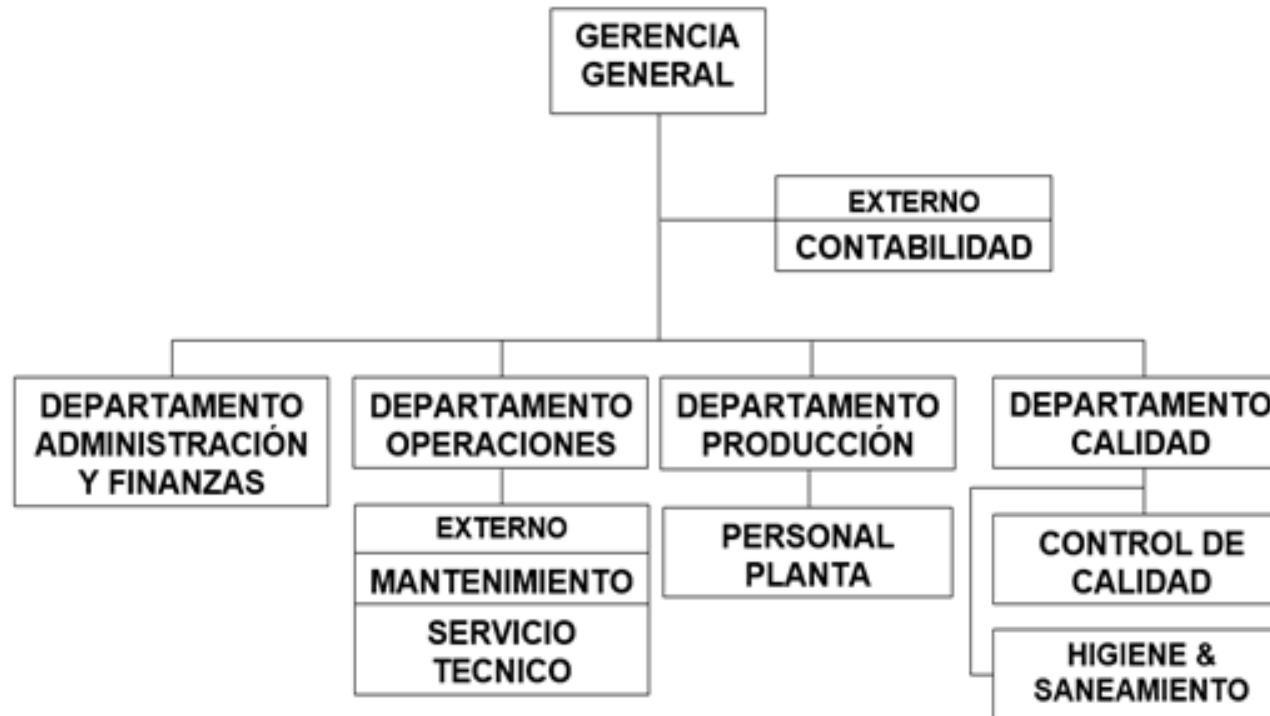 GERENCIA
GENERAL
EXTERNO
CONTABILIDAD
DEPARTAMENTO
ADMINISTRACIÓN
Y FINANZAS
DEPARTAMENTO
OPERACIONES
DEPARTAMENTO
PRODUCCIÓN
DEPARTAMENTO
CALIDAD
EXTERNO
MANTENIMIENTO
SERVICIO
TECNICO
PERSONAL
PLANTA
CONTROL DE
CALIDAD
HIGIENE &
SANEAMIENTO